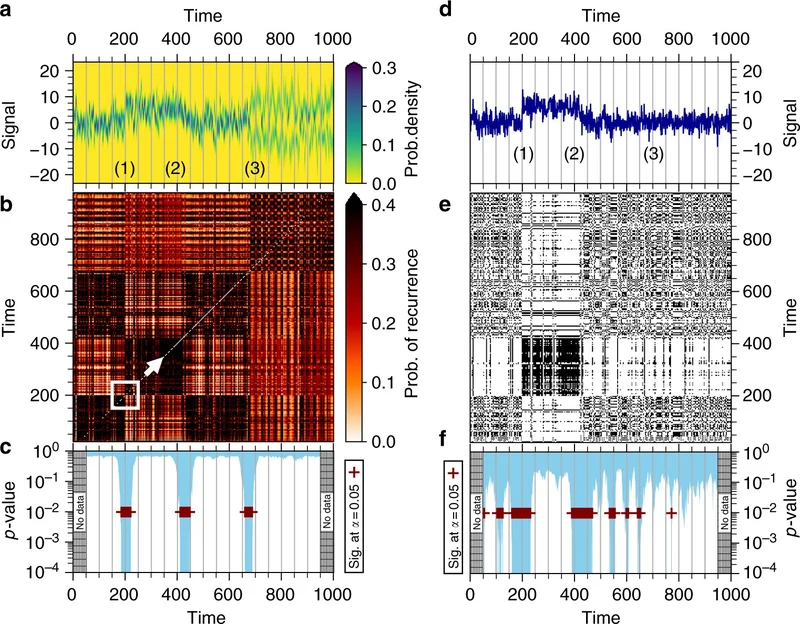 a
Time
0 200 400 600 800 1000
Signal
20
10
0
−10
−20
(1) (2) (3)
0.3
0.2
0.1
0.0
Prob.density
d
Time
0 200 400 600 800 1000
Signal
20
10
0
−10
−20
(1) (2) (3)
b
Time
800
600
400
200
0.4
0.3
0.2
0.1
0.0
Prob. of recurrence
e
800
600
400
200
Time
c
p-value
10⁰
10⁻¹
10⁻²
10⁻³
10⁻⁴
No data
No data
Sig. at α = 0.05 +
0 200 400 600 800 1000
Time
f
Sig. at α = 0.05 +
No data
No data
10⁰
10⁻¹
10⁻²
10⁻³
10⁻⁴
p-value
0 200 400 600 800 1000
Time